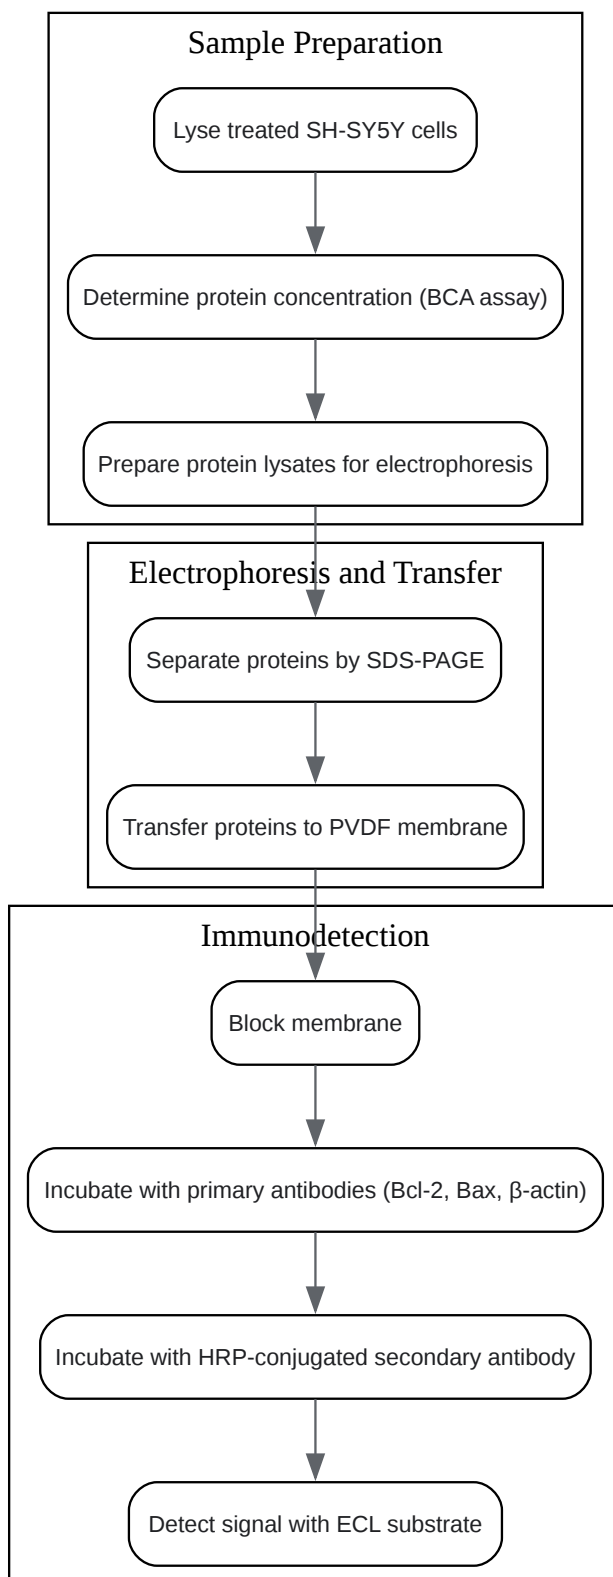 Sample Preparation
Lyse treated SH-SY5Y cells
Determine protein concentration (BCA assay)
Prepare protein lysates for electrophoresis
Electrophoresis and Transfer
Separate proteins by SDS-PAGE
Transfer proteins to PVDF membrane
Immunodetection
Block membrane
Incubate with primary antibodies (Bcl-2, Bax, β-actin)
Incubate with HRP-conjugated secondary antibody
Detect signal with ECL substrate